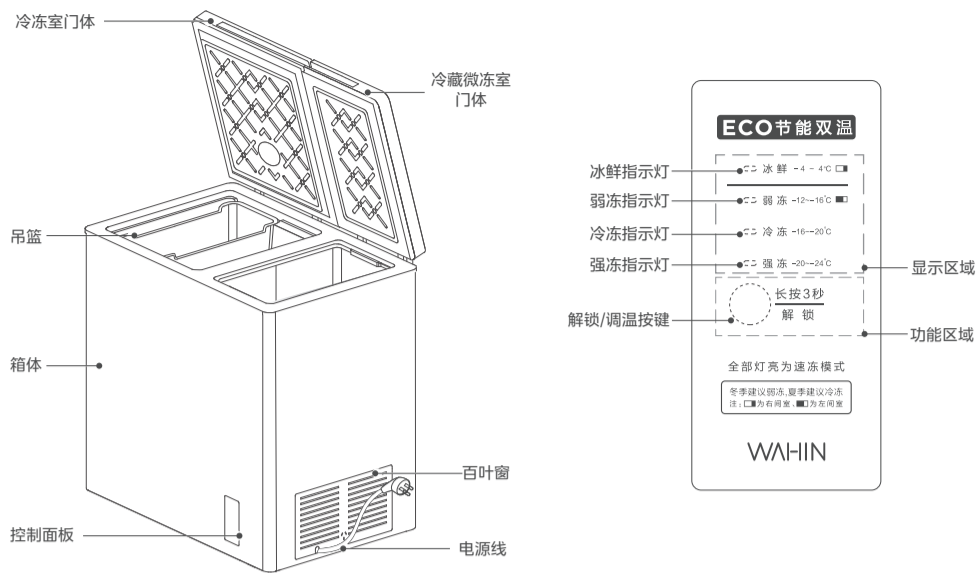 冷冻室门体
冷藏微冻室
门体
吊篮
箱体
控制面板
百叶窗
电源线
ECO节能双温
冰鲜指示灯
冰鲜 -4 ~ 4℃
弱冻指示灯
弱冻 -12~-16℃
冷冻指示灯
冷冻 -16~-20℃
强冻指示灯
强冻 -20~-24℃
显示区域
长按3秒
解锁
解锁/调温按键
功能区域
全部灯亮为速冻模式
冬季建议弱冻,夏季建议冷冻
注:为右间室、为左间室
WAHIN